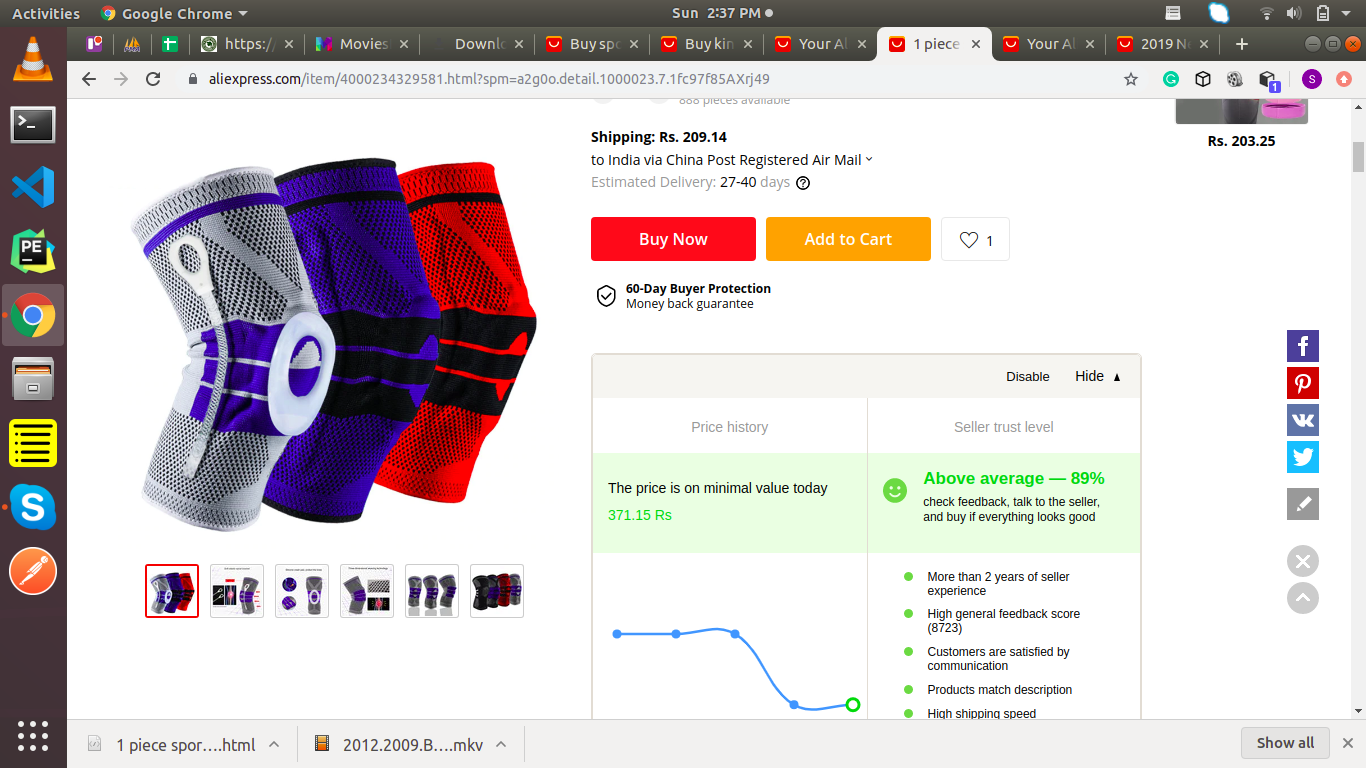 Activities
Google Chrome
Sun 2:37 PM
https:/
Movies
Downlo
Buy spo
Buy kin
Your Al
1 piece
Your Al
2019 N
aliexpress.com/item/4000234329581.html?spm=a2g0o.detail.1000023.7.1fc97f85AXrj49
S
1
888 pieces available
Shipping: Rs. 209.14
to India via China Post Registered Air Mail
Estimated Delivery: 27-40 days
Rs. 203.25
Buy Now
Add to Cart
1
60-Day Buyer Protection
Money back guarantee
Disable
Hide ▲
Price history
Seller trust level
The price is on minimal value today
371.15 Rs
Above average — 89%
check feedback, talk to the seller,
and buy if everything looks good
More than 2 years of seller
experience
High general feedback score
(8723)
Customers are satisfied by
communication
Products match description
High shipping speed
PE
1 piece spor....html
2012.2009.B....mkv
Show all